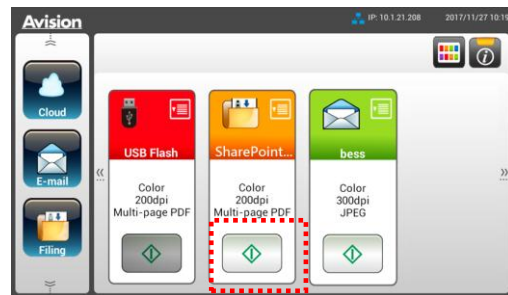 Avision
IP: 10.1.21.208
2017/11/27 10:19
Cloud
E-mail
Filing
USB Flash
Color
200dpi
Multi-page PDF
SharePoint...
Color
200dpi
Multi-page PDF
bess
Color
300dpi
JPEG